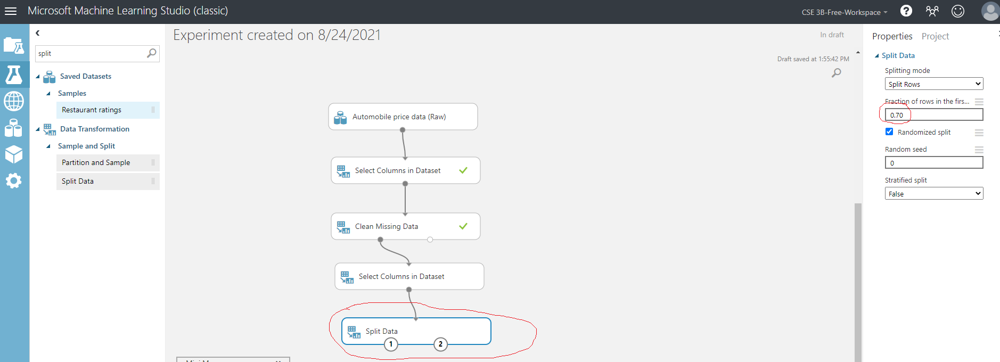 Microsoft Machine Learning Studio (classic)
CSE 3B-Free-Workspace
?
split
Saved Datasets
Samples
Restaurant ratings
Data Transformation
Sample and Split
Partition and Sample
Split Data
Experiment created on 8/24/2021
In draft
Draft saved at 1:55:42 PM
Automobile price data (Raw)
Select Columns in Dataset
Clean Missing Data
Select Columns in Dataset
Split Data
1
2
Properties Project
Split Data
Splitting mode
Split Rows
Fraction of rows in the firs...
0.70
Randomized split
Random seed
0
Stratified split
False